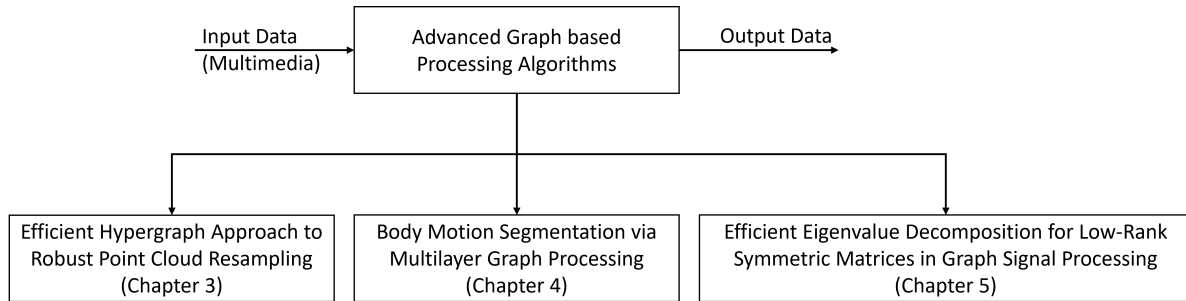 Input Data
(Multimedia)
Advanced Graph based
Processing Algorithms
Output Data
Efficient Hypergraph Approach to
Robust Point Cloud Resampling
(Chapter 3)
Body Motion Segmentation via
Multilayer Graph Processing
(Chapter 4)
Efficient Eigenvalue Decomposition for Low-Rank
Symmetric Matrices in Graph Signal Processing
(Chapter 5)